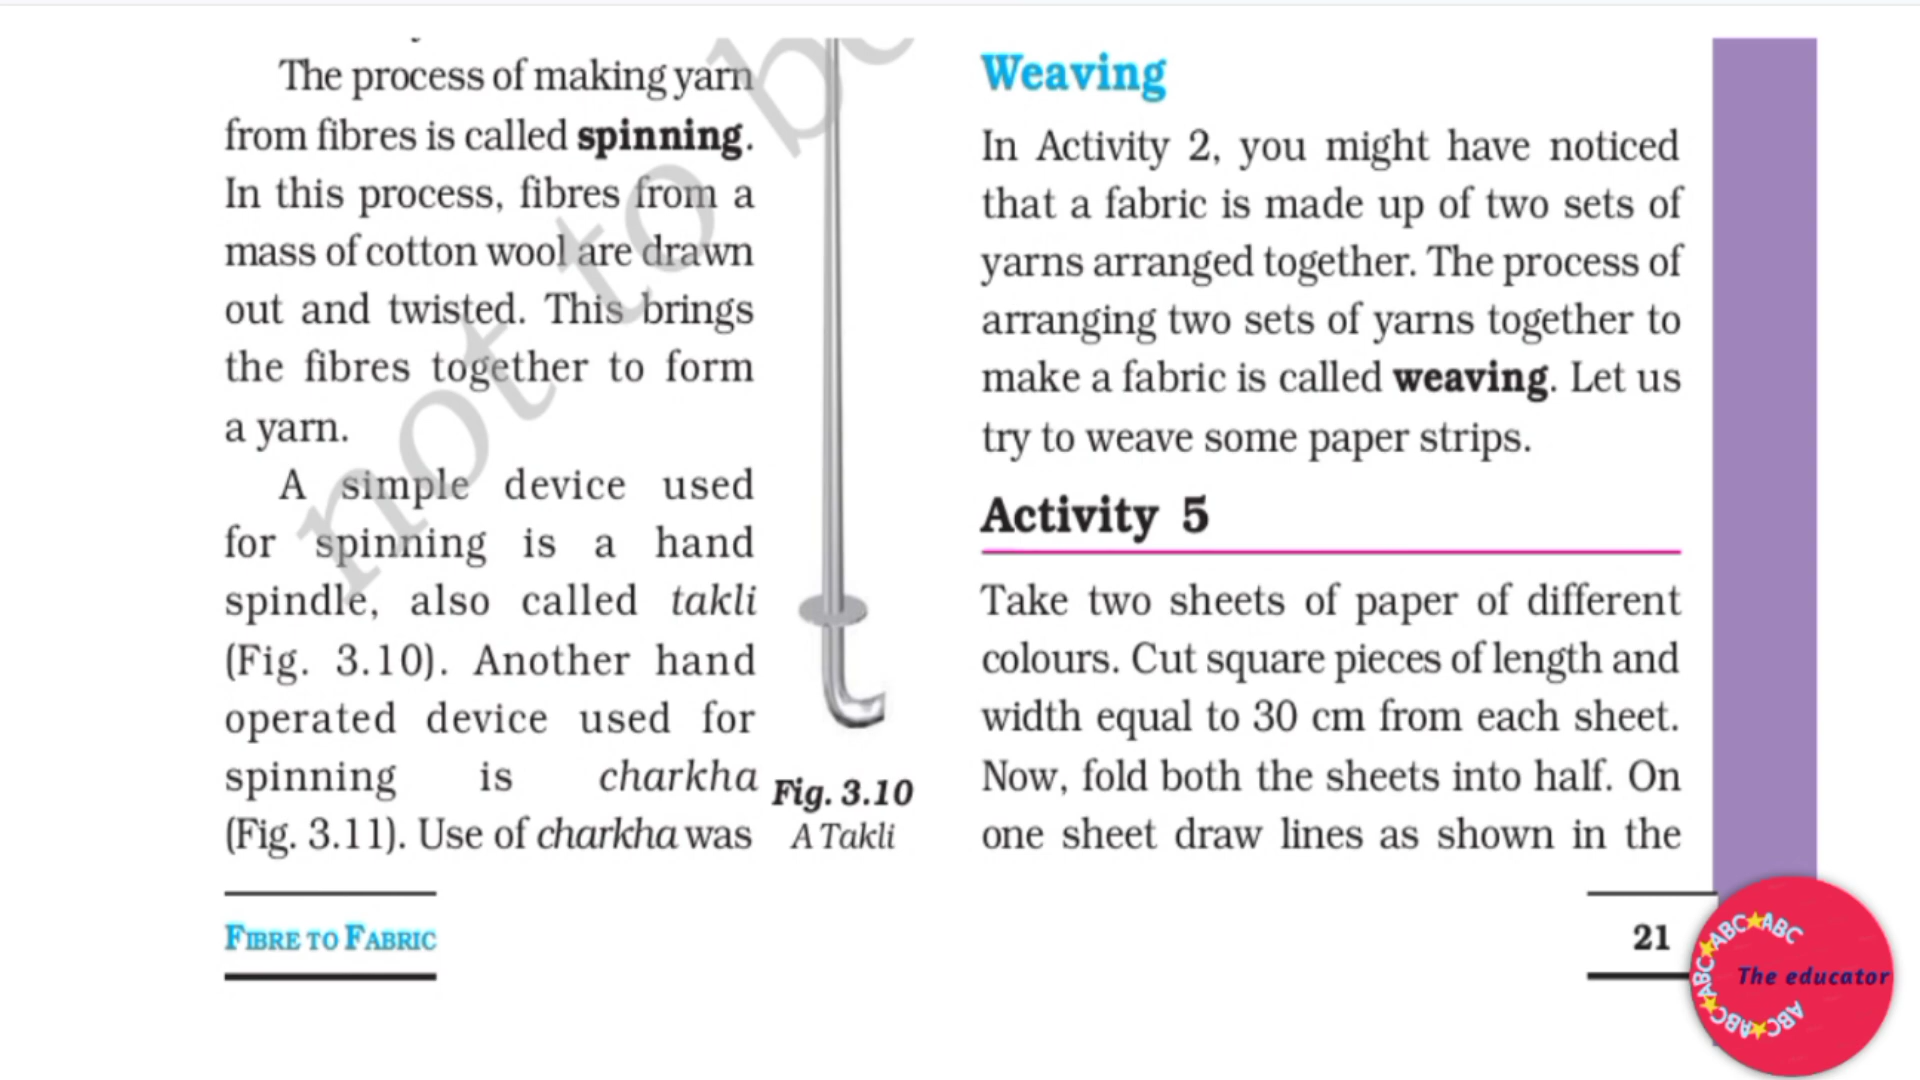 The process of making yarn
from fibres is called spinning.
In this process, fibres from a
mass of cotton wool are drawn
out and twisted. This brings
the fibres together to form
a yarn.
A simple device used
for spinning is a hand
spindle, also called takli
(Fig. 3.10). Another hand
operated device used for
spinning is charkha
(Fig. 3.11). Use of charkha was
Fig. 3.10
A Takli
not to be
Weaving
In Activity 2, you might have noticed
that a fabric is made up of two sets of
yarns arranged together. The process of
arranging two sets of yarns together to
make a fabric is called weaving. Let us
try to weave some paper strips.
Activity 5
Take two sheets of paper of different
colours. Cut square pieces of length and
width equal to 30 cm from each sheet.
Now, fold both the sheets into half. On
one sheet draw lines as shown in the
FIBRE TO FABRIC
21
ABC★ABC★ABC★ABC★ABC★ABC
The educator